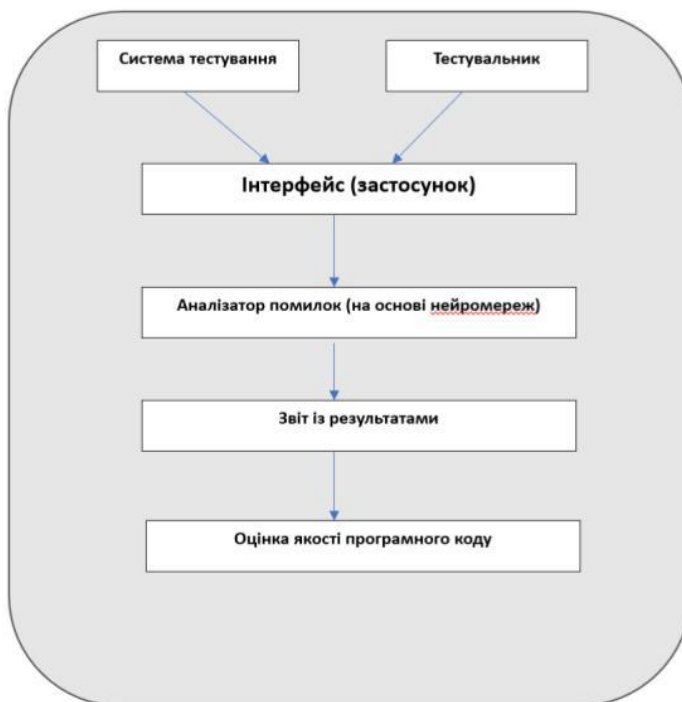 Система тестування
Тестувальник
Інтерфейс (застосунок)
Аналізатор помилок (на основі нейромереж)
Звіт із результатами
Оцінка якості програмного коду